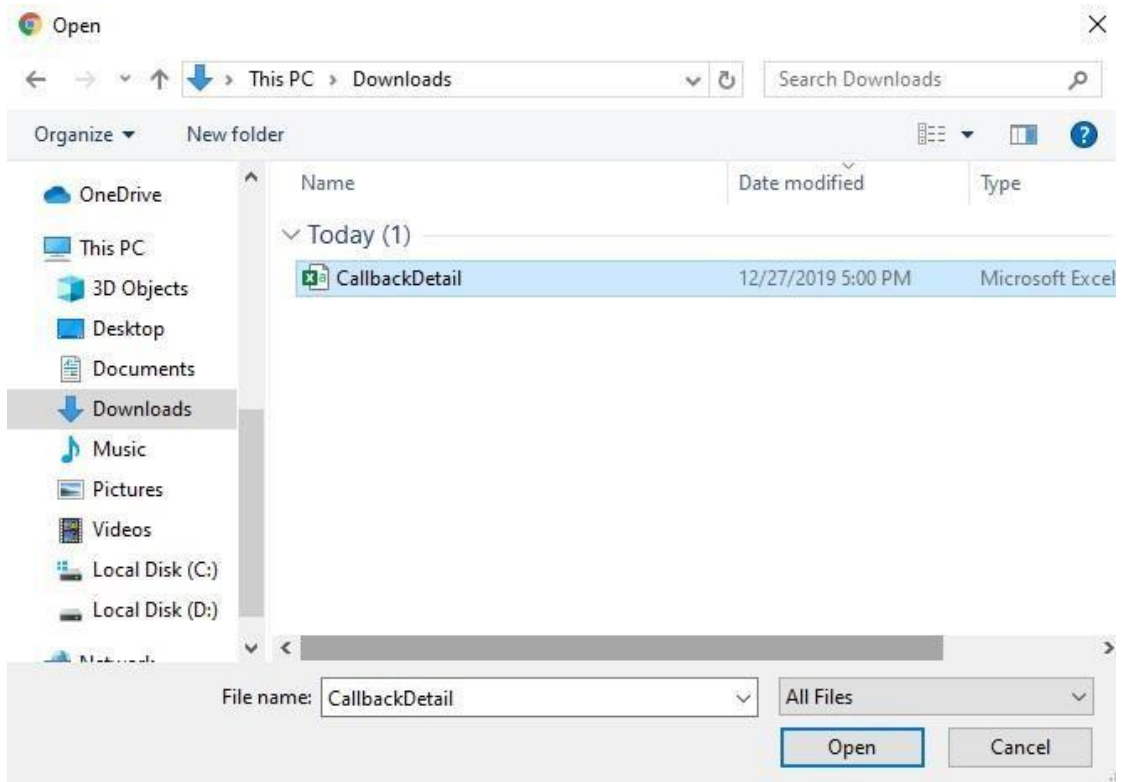 Open
This PC > Downloads
Search Downloads
Organize
New folder
OneDrive
This PC
3D Objects
Desktop
Documents
Downloads
Music
Pictures
Videos
Local Disk (C:)
Local Disk (D:)
Network
Name Date modified Type
Today (1)
CallbackDetail 12/27/2019 5:00 PM Microsoft Excel
File name: CallbackDetail All Files
Open Cancel